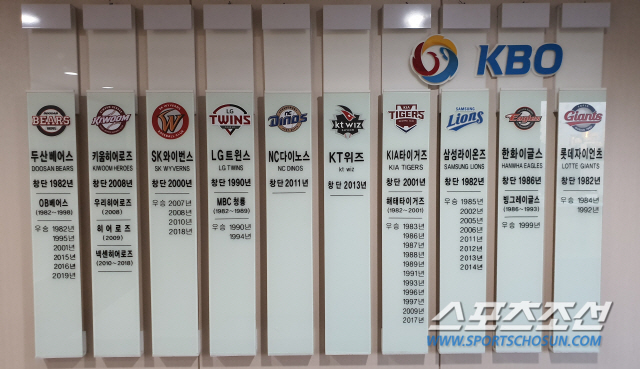 KBO
BEARS
두산베어스
DOOSAN BEARS
창단 1982년
OB베어스
(1982~1998)
우승 1982년
1995년
2001년
2015년
2016년
2019년
KIWOOM
키움히어로즈
KIWOOM HEROES
창단 2008년
우리히어로즈
(2008)
히어로즈
(2009)
넥센히어로즈
(2010~2018)
W
SK와이번스
SK WYVERNS
창단 2000년
우승 2007년
2008년
2010년
2018년
LG
TWINS
LG트윈스
LG TWINS
창단 1990년
MBC청룡
(1982~1989)
우승 1990년
1994년
NC
Dinos
NC다이노스
NC DINOS
창단 2011년
kt wiz
KT위즈
kt wiz
창단 2013년
KIA
TIGERS
KIA타이거즈
KIA TIGERS
창단 2001년
해태타이거즈
(1982~2001)
우승 1983년
1986년
1987년
1988년
1989년
1991년
1993년
1996년
1997년
2009년
2017년
SAMSUNG
Lions
삼성라이온즈
SAMSUNG LIONS
창단 1982년
우승 1985년
2002년
2005년
2006년
2011년
2012년
2013년
2014년
Eagles
한화이글스
HANWHA EAGLES
창단 1986년
빙그레이글스
(1986~1993)
우승 1999년
Giants
롯데자이언츠
LOTTE GIANTS
창단 1982년
우승 1984년
1992년
스포츠조선
WWW.SPORTSCHOSUN.COM